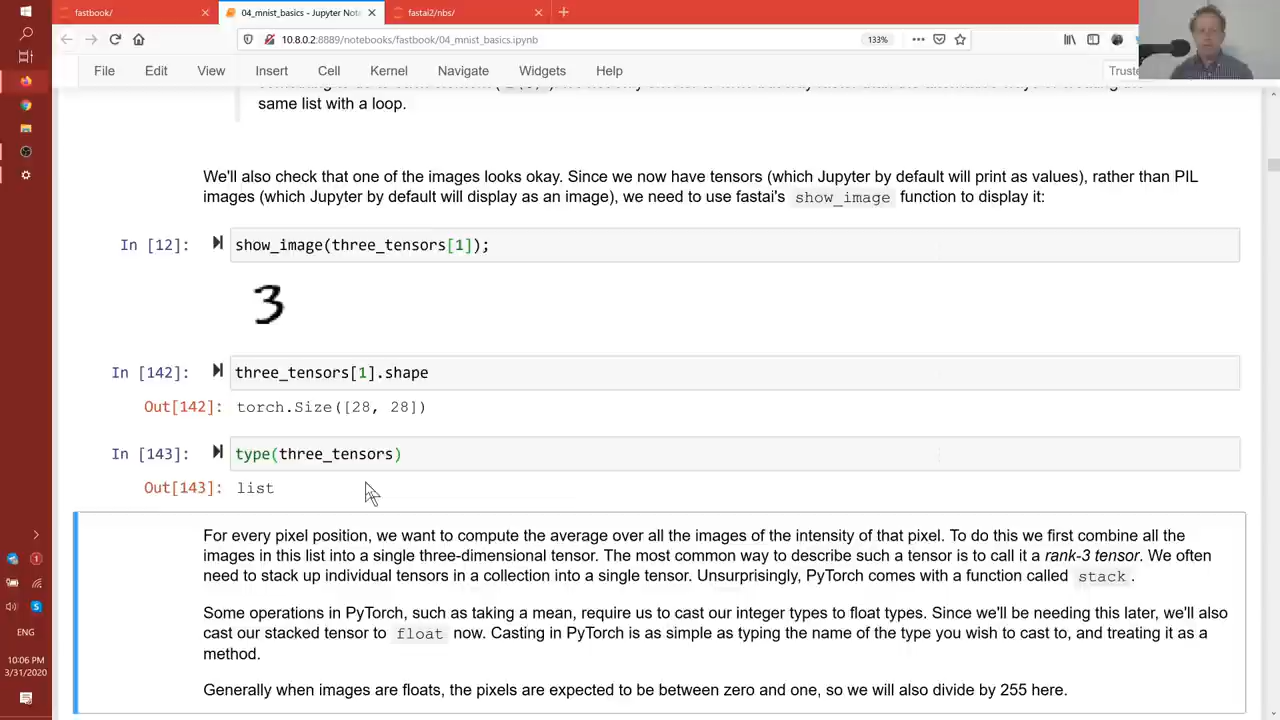 fastbook/
04_mnist_basics - Jupyter Not
fastai2/nbs/
10.8.0.2:8889/notebooks/fastbook/04_mnist_basics.ipynb
133%
File Edit View Insert Cell Kernel Navigate Widgets Help
Truste
same list with a loop.
We'll also check that one of the images looks okay. Since we now have tensors (which Jupyter by default will print as values), rather than PIL
images (which Jupyter by default will display as an image), we need to use fastai's show_image function to display it:
In [12]: show_image(three_tensors[1]);
3
In [142]: three_tensors[1].shape
Out[142]: torch.Size([28, 28])
In [143]: type(three_tensors)
Out[143]: list
For every pixel position, we want to compute the average over all the images of the intensity of that pixel. To do this we first combine all the
images in this list into a single three-dimensional tensor. The most common way to describe such a tensor is to call it a rank-3 tensor. We often
need to stack up individual tensors in a collection into a single tensor. Unsurprisingly, PyTorch comes with a function called stack.
Some operations in PyTorch, such as taking a mean, require us to cast our integer types to float types. Since we'll be needing this later, we'll also
cast our stacked tensor to float now. Casting in PyTorch is as simple as typing the name of the type you wish to cast to, and treating it as a
method.
Generally when images are floats, the pixels are expected to be between zero and one, so we will also divide by 255 here.
ENG
10:06 PM
3/31/2020